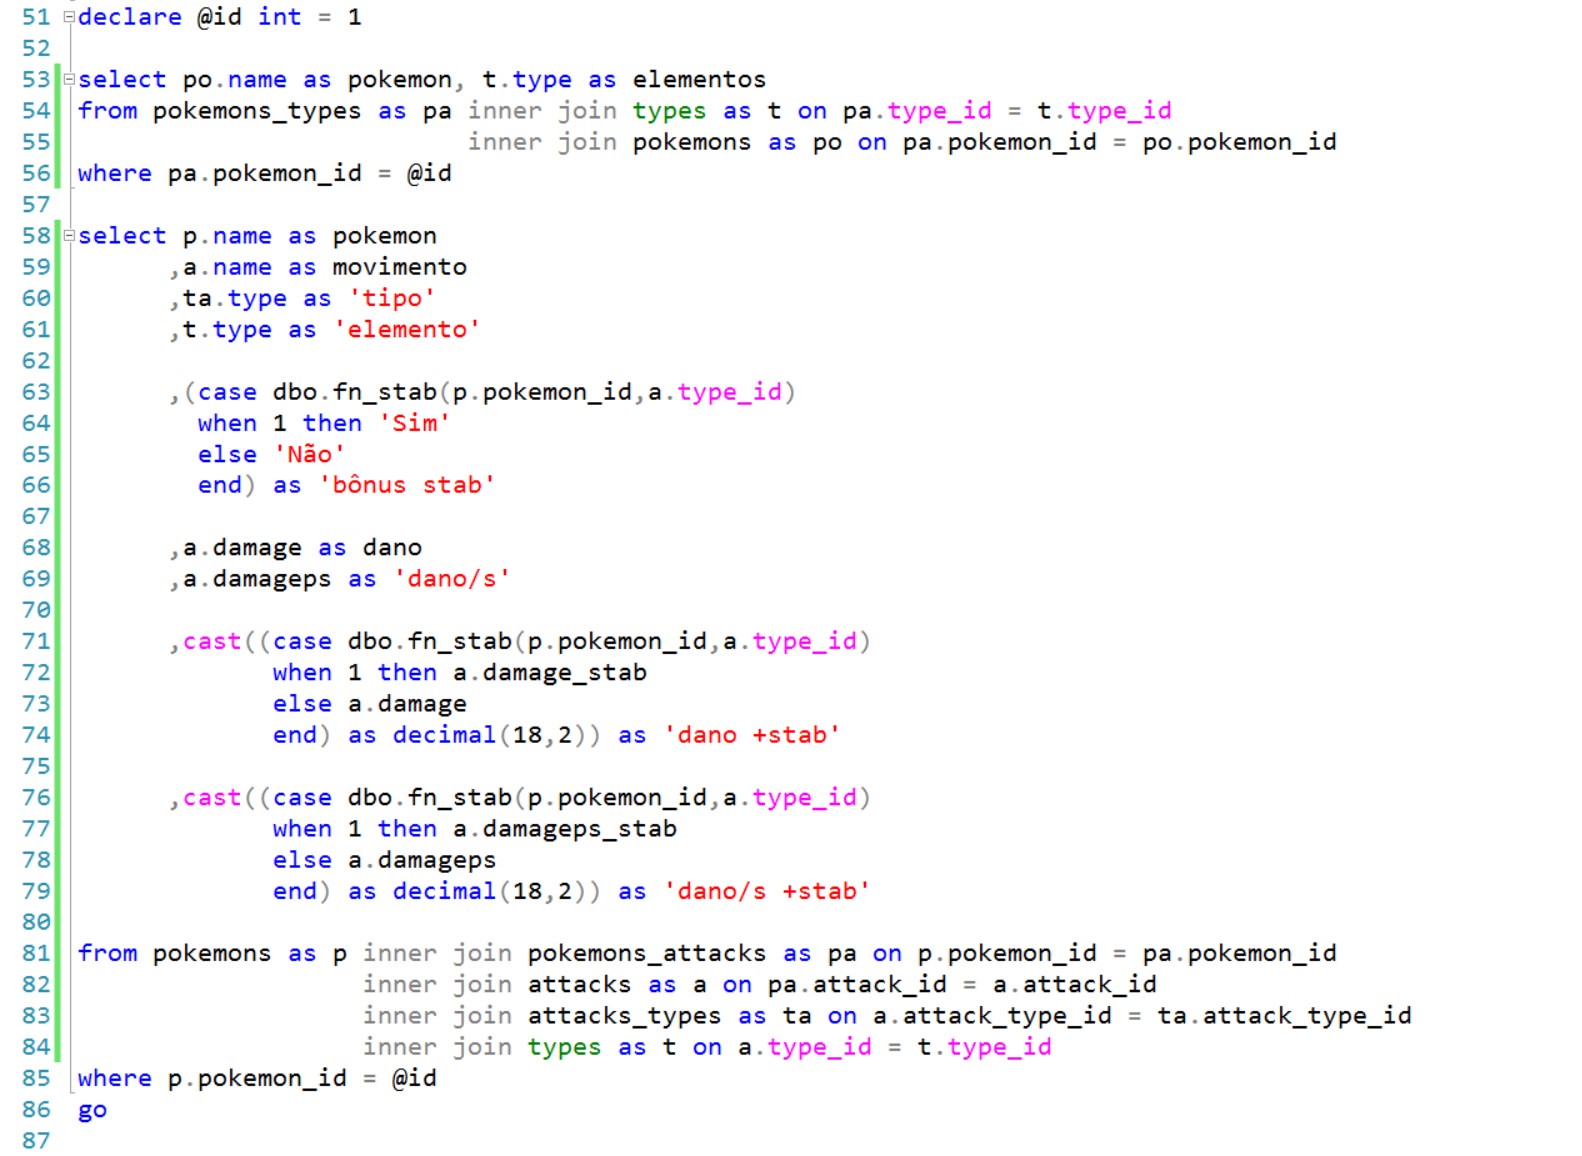 51 declare @id int = 1
52
53 select po.name as pokemon, t.type as elementos
54 from pokemons_types as pa inner join types as t on pa.type_id = t.type_id
55                           inner join pokemons as po on pa.pokemon_id = po.pokemon_id
56 where pa.pokemon_id = @id
57
58 select p.name as pokemon
59       ,a.name as movimento
60       ,ta.type as 'tipo'
61       ,t.type as 'elemento'
62
63       ,(case dbo.fn_stab(p.pokemon_id,a.type_id)
64         when 1 then 'Sim'
65         else 'Não'
66         end) as 'bônus stab'
67
68       ,a.damage as dano
69       ,a.damageps as 'dano/s'
70
71       ,cast((case dbo.fn_stab(p.pokemon_id,a.type_id)
72              when 1 then a.damage_stab
73              else a.damage
74              end) as decimal(18,2)) as 'dano +stab'
75
76       ,cast((case dbo.fn_stab(p.pokemon_id,a.type_id)
77              when 1 then a.damageps_stab
78              else a.damageps
79              end) as decimal(18,2)) as 'dano/s +stab'
80
81 from pokemons as p inner join pokemons_attacks as pa on p.pokemon_id = pa.pokemon_id
82                    inner join attacks as a on pa.attack_id = a.attack_id
83                    inner join attacks_types as ta on a.attack_type_id = ta.attack_type_id
84                    inner join types as t on a.type_id = t.type_id
85 where p.pokemon_id = @id
86 go
87